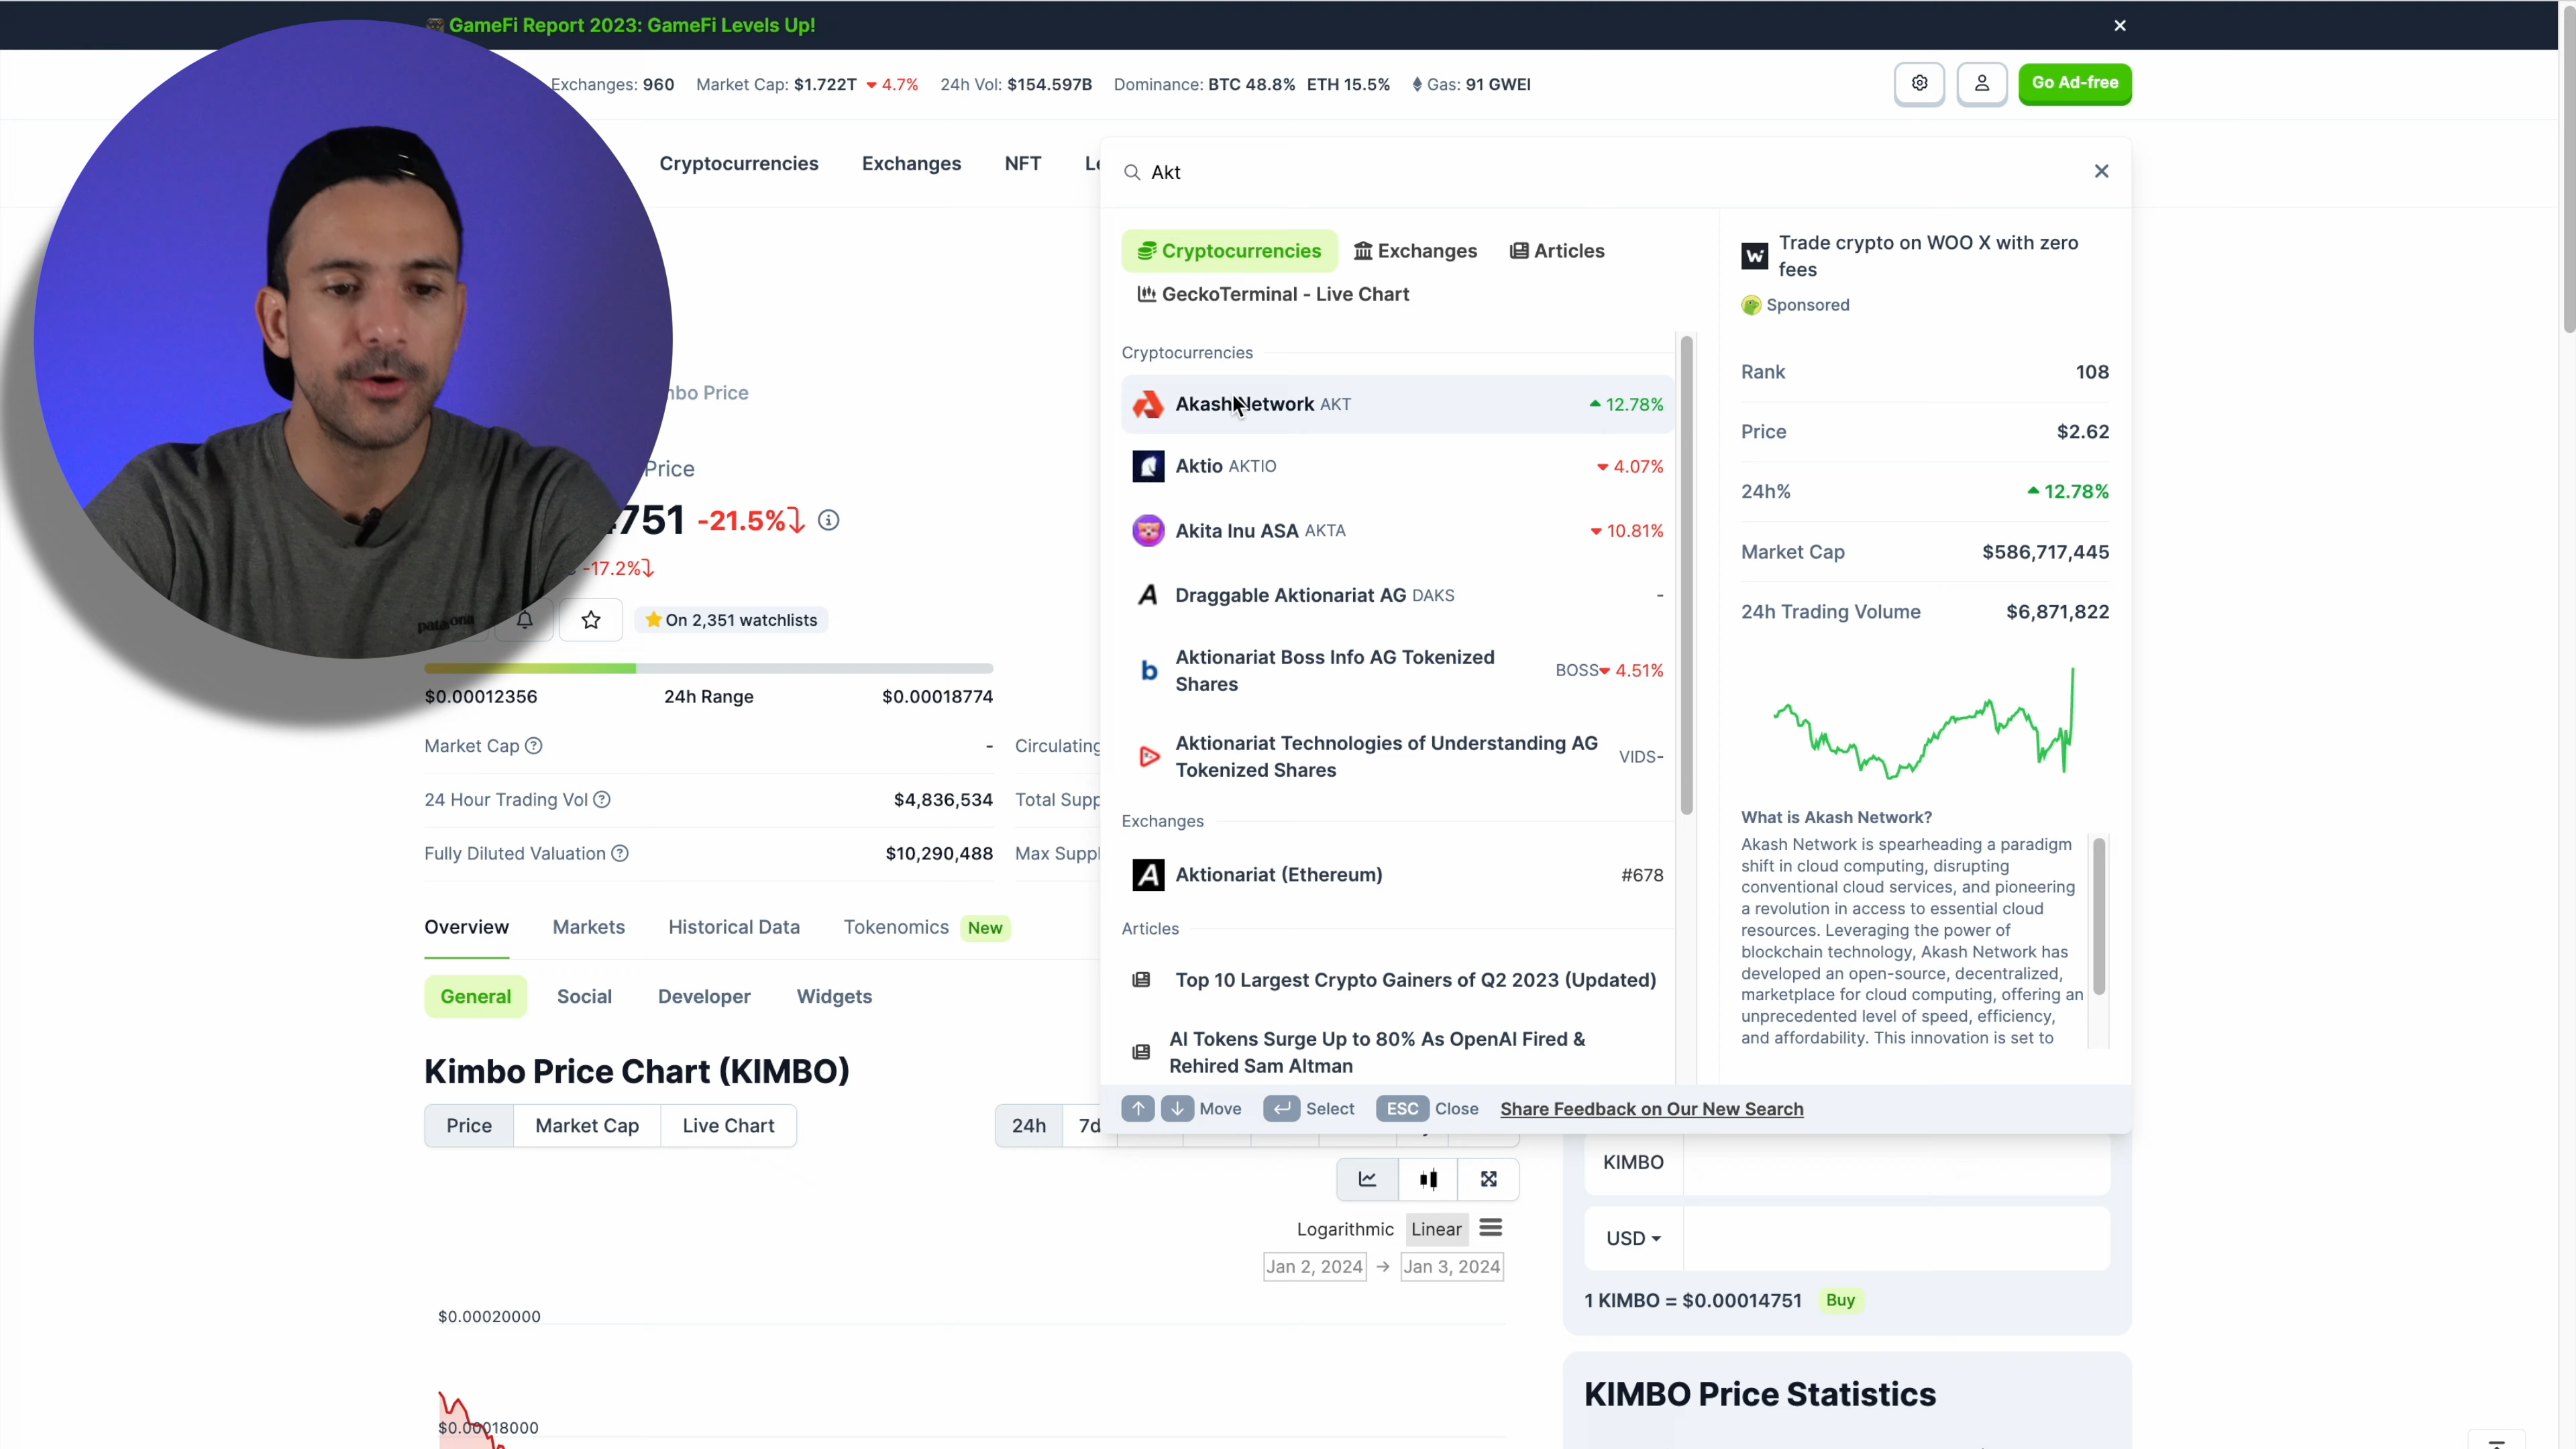 GameFi Report 2023: GameFi Levels Up!
Exchanges: 960 Market Cap: $1.722T 4.7% 24h Vol: $154.597B Dominance: BTC 48.8% ETH 15.5% Gas: 91 GWEI
Go Ad-free
Cryptocurrencies Exchanges NFT
Akt
Cryptocurrencies Exchanges Articles
GeckoTerminal - Live Chart
Cryptocurrencies
Akash Network AKT 12.78%
Aktio AKTIO 4.07%
Akita Inu ASA AKTA 10.81%
Draggable Aktionariat AG DAKS -
Aktionariat Boss Info AG Tokenized
Shares
BOSS 4.51%
Aktionariat Technologies of Understanding AG
Tokenized Shares
VIDS -
Exchanges
Aktionariat (Ethereum) #678
Articles
Top 10 Largest Crypto Gainers of Q2 2023 (Updated)
AI Tokens Surge Up to 80% As OpenAI Fired &
Rehired Sam Altman
Move Select ESC Close Share Feedback on Our New Search
Trade crypto on WOO X with zero
fees
Sponsored
Rank 108
Price $2.62
24h% 12.78%
Market Cap $586,717,445
24h Trading Volume $6,871,822
What is Akash Network?
Akash Network is spearheading a paradigm
shift in cloud computing, disrupting
conventional cloud services, and pioneering
a revolution in access to essential cloud
resources. Leveraging the power of
blockchain technology, Akash Network has
developed an open-source, decentralized,
marketplace for cloud computing, offering an
unprecedented level of speed, efficiency,
and affordability. This innovation is set to
Price
Price
751 -21.5%
-17.2%
patagonia
On 2,351 watchlists
$0.00012356 24h Range $0.00018774
Market Cap - Circulating
24 Hour Trading Vol $4,836,534 Total
Fully Diluted Valuation $10,290,488 Max
Overview Markets Historical Data Tokenomics New
General Social Developer Widgets
Kimbo Price Chart (KIMBO)
Price Market Cap Live Chart
24h 7d
Logarithmic Linear
Jan 2, 2024 → Jan 3, 2024
$0.00020000
$0.00018000
KIMBO
USD
1 KIMBO = $0.00014751 Buy
KIMBO Price Statistics